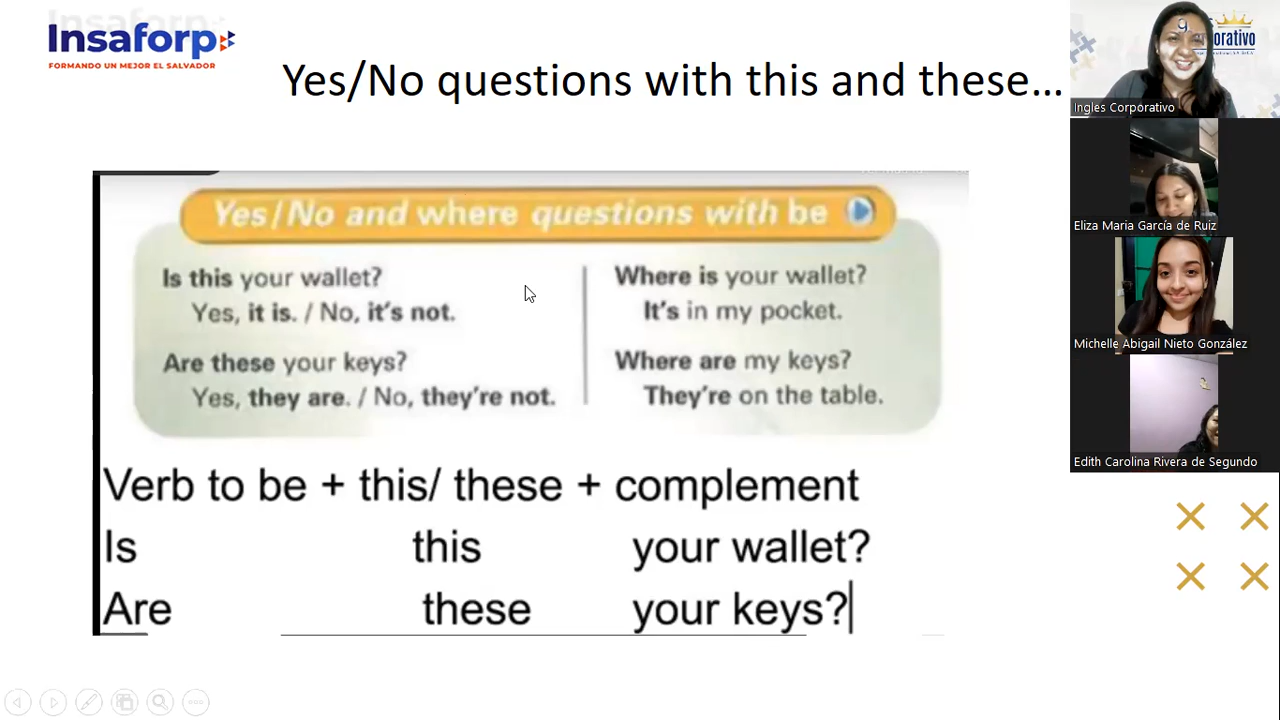 Insaforp
FORMANDO UN MEJOR EL SALVADOR
Yes/No questions with this and these...
Yes/No and where questions with be
Is this your wallet?
Yes, it is. / No, it's not.
Are these your keys?
Yes, they are. / No, they're not.
Where is your wallet?
It's in my pocket.
Where are my keys?
They're on the table.
Verb to be + this/ these + complement
Is this your wallet?
Are these your keys?
Ingles Corporativo
Eliza Maria García de Ruiz
Michelle Abigail Nieto González
Edith Carolina Rivera de Segundo